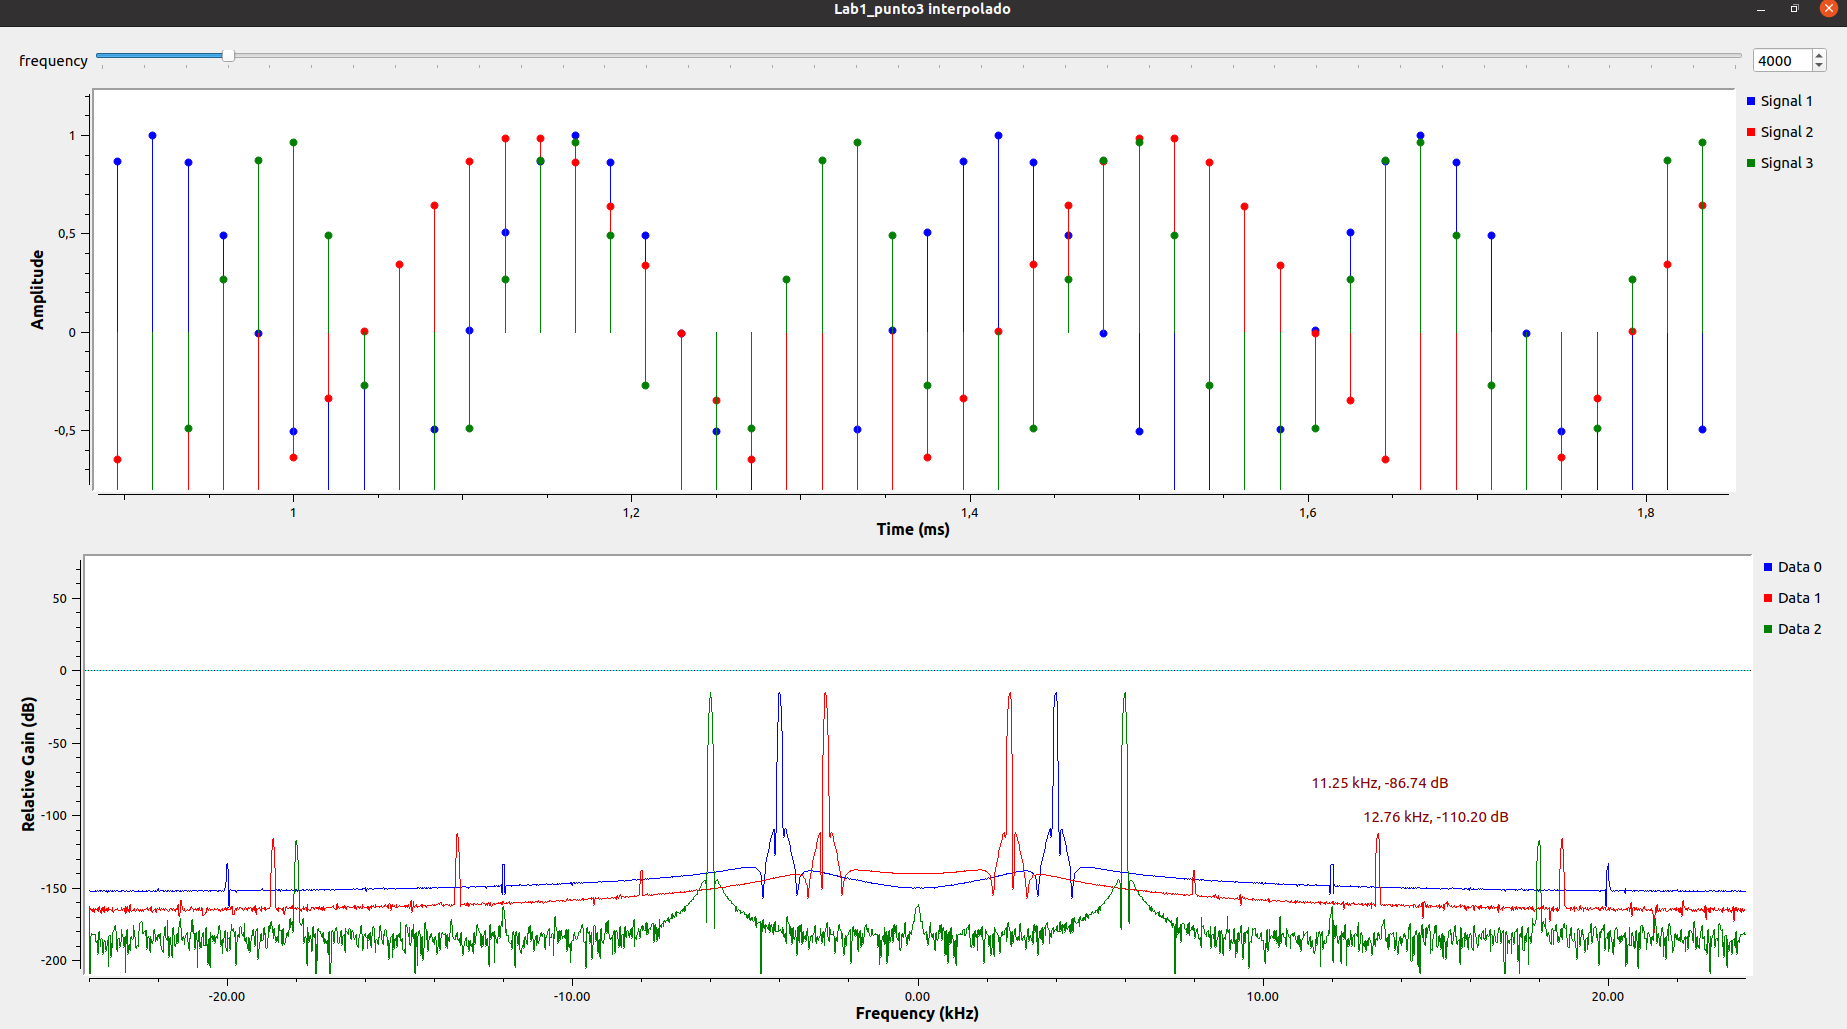 Lab1_punto3 interpolado
frequency
4000
Signal 1
Signal 2
Signal 3
Amplitude
1
0,5
0
-0,5
1
1,2
1,4
1,6
1,8
Time (ms)
Data 0
Data 1
Data 2
Relative Gain (dB)
50
0
-50
-100
-150
-200
11.25 kHz, -86.74 dB
12.76 kHz, -110.20 dB
-20.00
-10.00
0.00
10.00
20.00
Frequency (kHz)